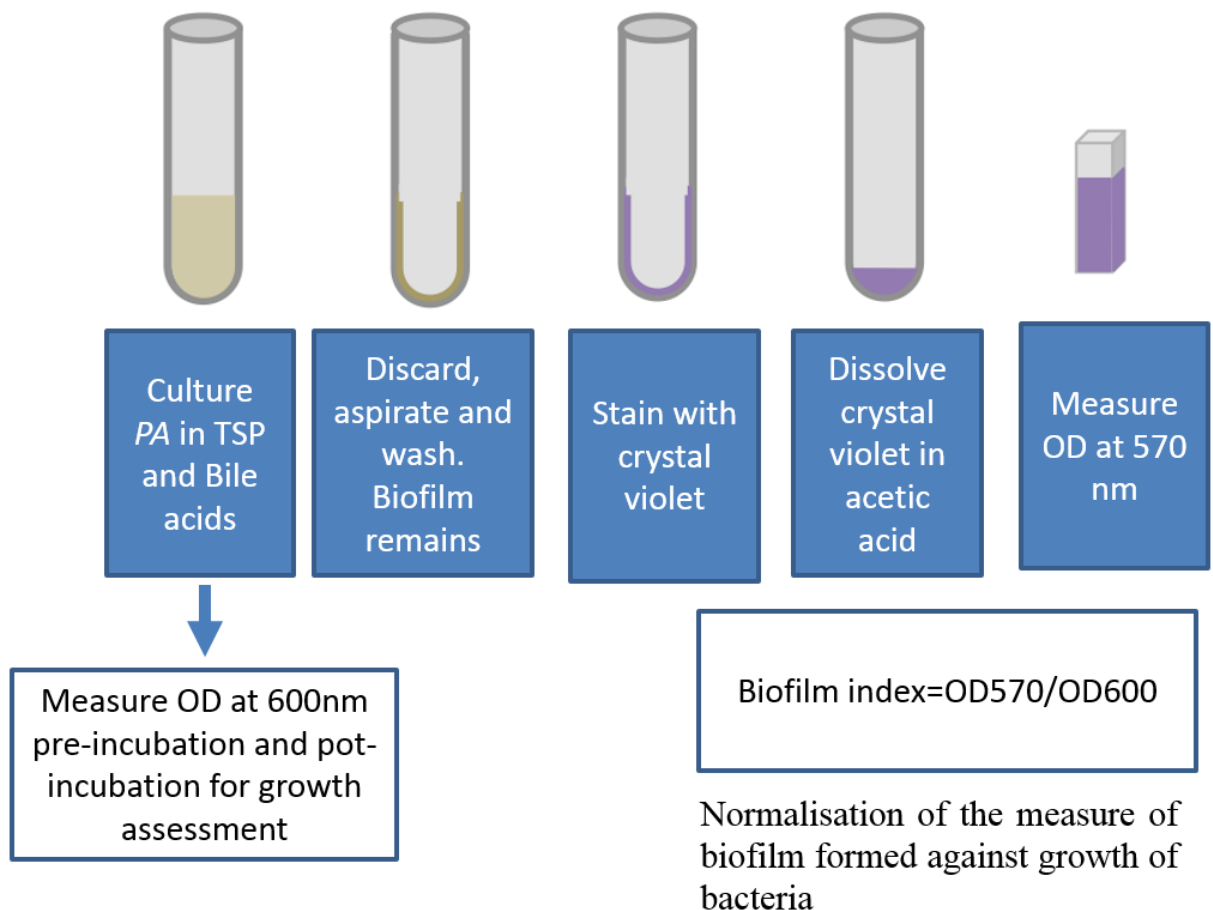 Culture
PA in TSP
and Bile
acids
Discard,
aspirate and
wash.
Biofilm
remains
Stain with
crystal
violet
Dissolve
crystal
violet in
acetic
acid
Measure
OD at 570
nm
Measure OD at 600nm
pre-incubation and pot-
incubation for growth
assessment
Biofilm index=OD570/OD600
Normalisation of the measure of
biofilm formed against growth of
bacteria